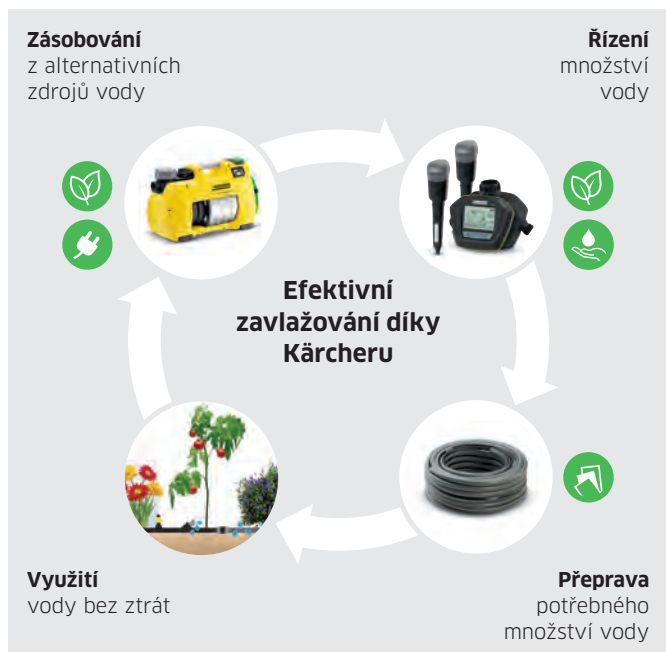 Zásobování
z alternativních
zdrojů vody
Řízení
množství
vody
Efektivní
zavlažování díky
Kärcheru
Využití
vody bez ztrát
Přeprava
potřebného
množství vody